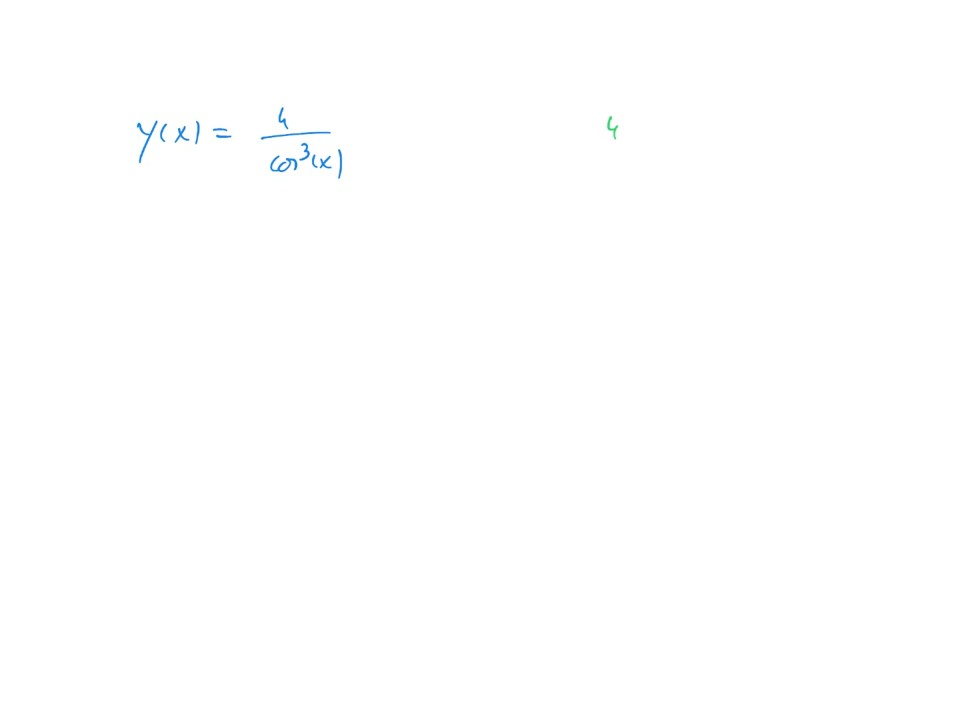 y(x) = 4 / cos³(x)
4